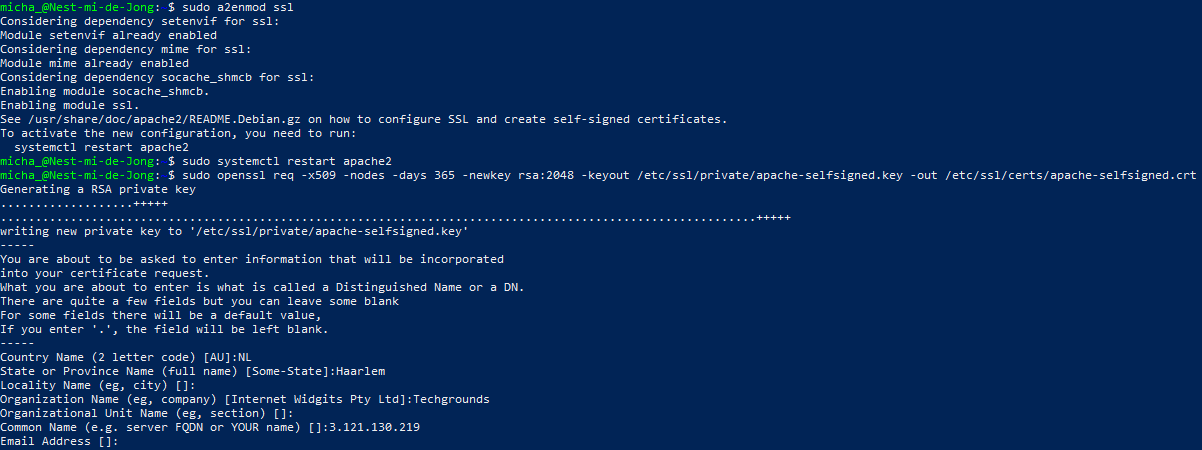 micha_@Nest-mi-de-Jong:~$ sudo a2enmod ssl
Considering dependency setenvif for ssl:
Module setenvif already enabled
Considering dependency mime for ssl:
Module mime already enabled
Considering dependency socache_shmcb for ssl:
Enabling module socache_shmcb.
Enabling module ssl.
See /usr/share/doc/apache2/README.Debian.gz on how to configure SSL and create self-signed certificates.
To activate the new configuration, you need to run:
  systemctl restart apache2
micha_@Nest-mi-de-Jong:~$ sudo systemctl restart apache2
micha_@Nest-mi-de-Jong:~$ sudo openssl req -x509 -nodes -days 365 -newkey rsa:2048 -keyout /etc/ssl/private/apache-selfsigned.key -out /etc/ssl/certs/apache-selfsigned.crt
Generating a RSA private key
...................+++++
............................................................................................................+++++
writing new private key to '/etc/ssl/private/apache-selfsigned.key'
-----
You are about to be asked to enter information that will be incorporated
into your certificate request.
What you are about to enter is what is called a Distinguished Name or a DN.
There are quite a few fields but you can leave some blank
For some fields there will be a default value,
If you enter '.', the field will be left blank.
-----
Country Name (2 letter code) [AU]:NL
State or Province Name (full name) [Some-State]:Haarlem
Locality Name (eg, city) []:
Organization Name (eg, company) [Internet Widgits Pty Ltd]:Techgrounds
Organizational Unit Name (eg, section) []:
Common Name (e.g. server FQDN or YOUR name) []:3.121.130.219
Email Address []: